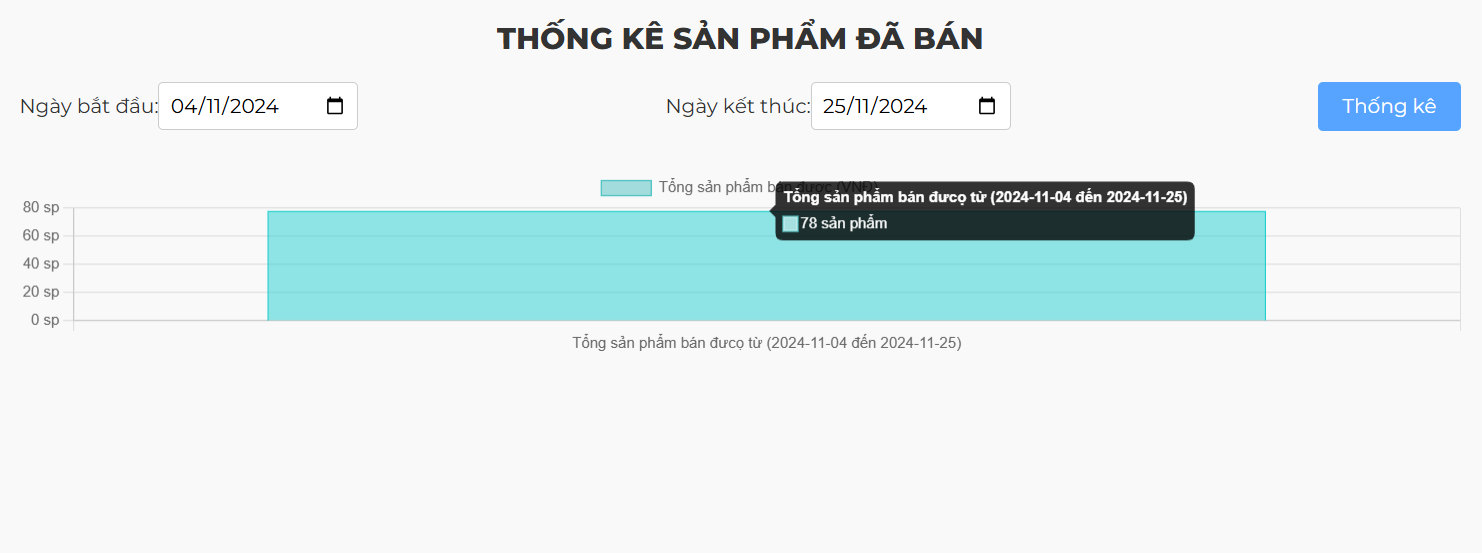 THỐNG KÊ SẢN PHẨM ĐÃ BÁN
Ngày bắt đầu: 04/11/2024 Ngày kết thúc: 25/11/2024 Thống kê
Tổng sản phẩm bán được (VNĐ)
Tổng sản phẩm bán đưcọ từ (2024-11-04 đến 2024-11-25)
78 sản phẩm
80 sp
60 sp
40 sp
20 sp
0 sp
Tổng sản phẩm bán đưcọ từ (2024-11-04 đến 2024-11-25)